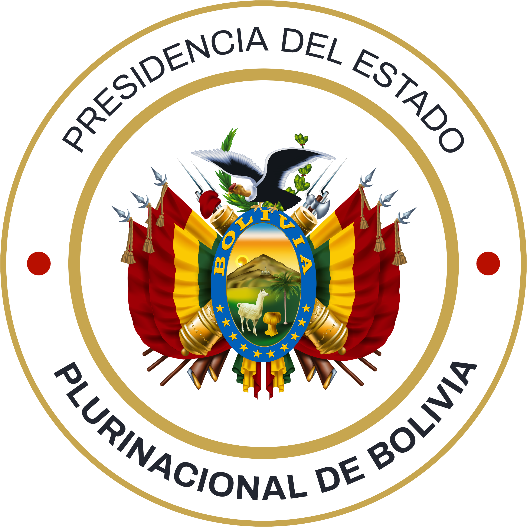 PRESIDENCIA DEL ESTADO
BOLIVIA
PLURINACIONAL DE BOLIVIA